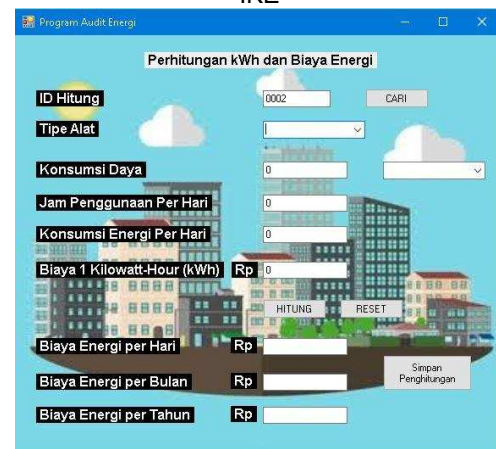 IKE
Program Audit Energi
Perhitungan kWh dan Biaya Energi
ID Hitung 0002 CARI
Tipe Alat
Konsumsi Daya 0
Jam Penggunaan Per Hari 0
Konsumsi Energi Per Hari 0
Biaya 1 Kilowatt-Hour (kWh) Rp 0
HITUNG RESET
Biaya Energi per Hari Rp
Simpan
Penghitungan
Biaya Energi per Bulan Rp
Biaya Energi per Tahun Rp